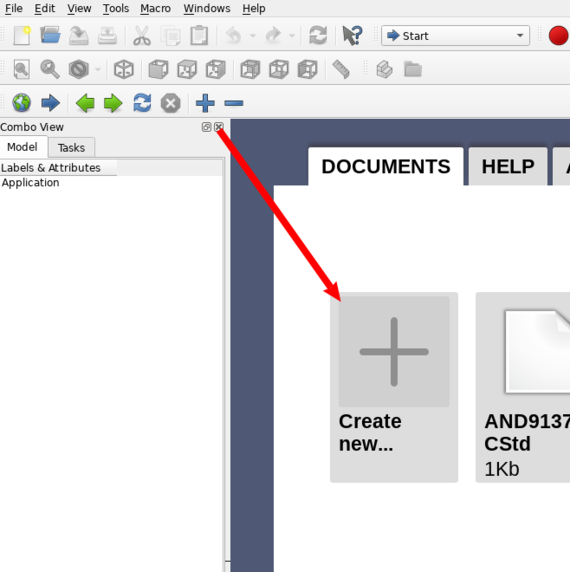 File Edit View Tools Macro Windows Help
Start
Combo View
Model Tasks
Labels & Attributes
Application
DOCUMENTS HELP
Create
new...
AND9137
CStd
1Kb